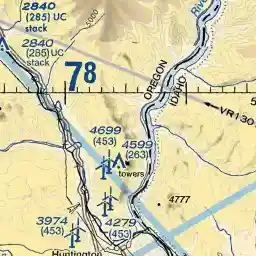 2840
(285) UC
stack
5000
2840
(285) UC
stack
7⁸
OREGON
IDAHO
VR130
4699
(453)
4599
(263)
towers
4777
3974
(453)
4279
(453)
Huntington